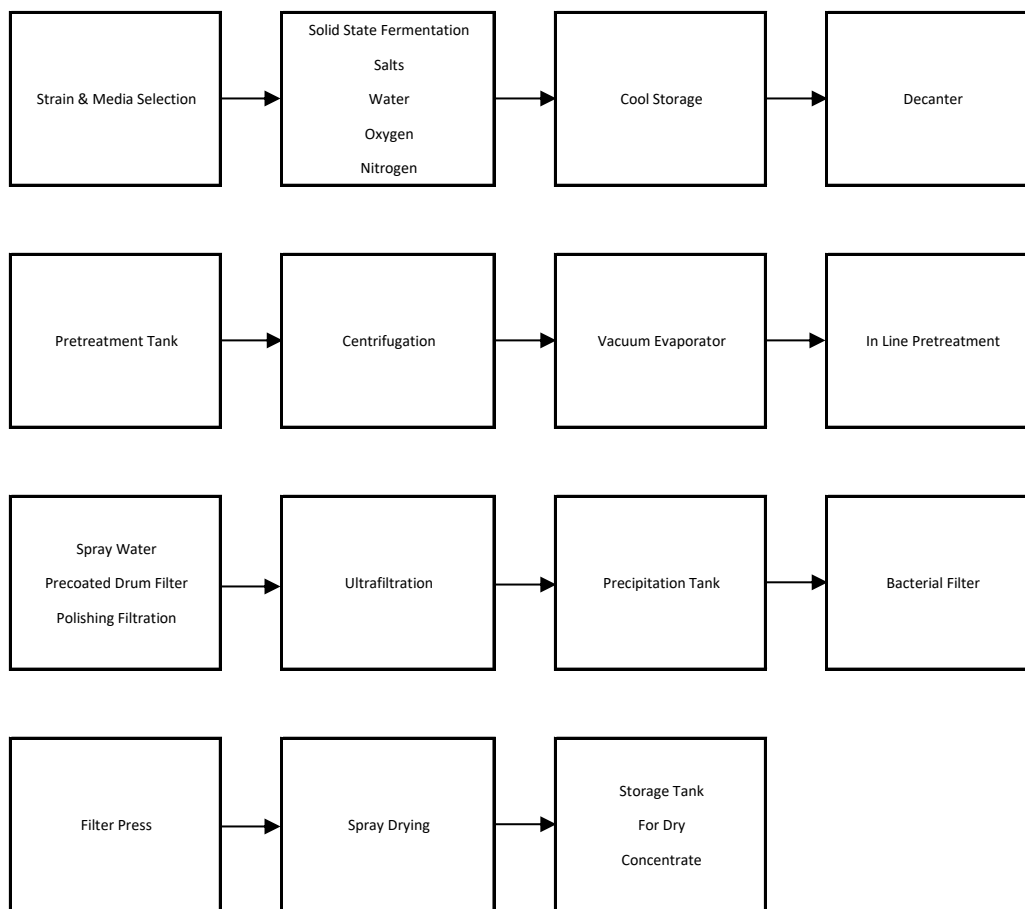 Strain & Media Selection
Solid State Fermentation
Salts
Water
Oxygen
Nitrogen
Cool Storage
Decanter
Pretreatment Tank
Centrifugation
Vacuum Evaporator
In Line Pretreatment
Spray Water
Precoated Drum Filter
Polishing Filtration
Ultrafiltration
Precipitation Tank
Bacterial Filter
Filter Press
Spray Drying
Storage Tank
For Dry
Concentrate